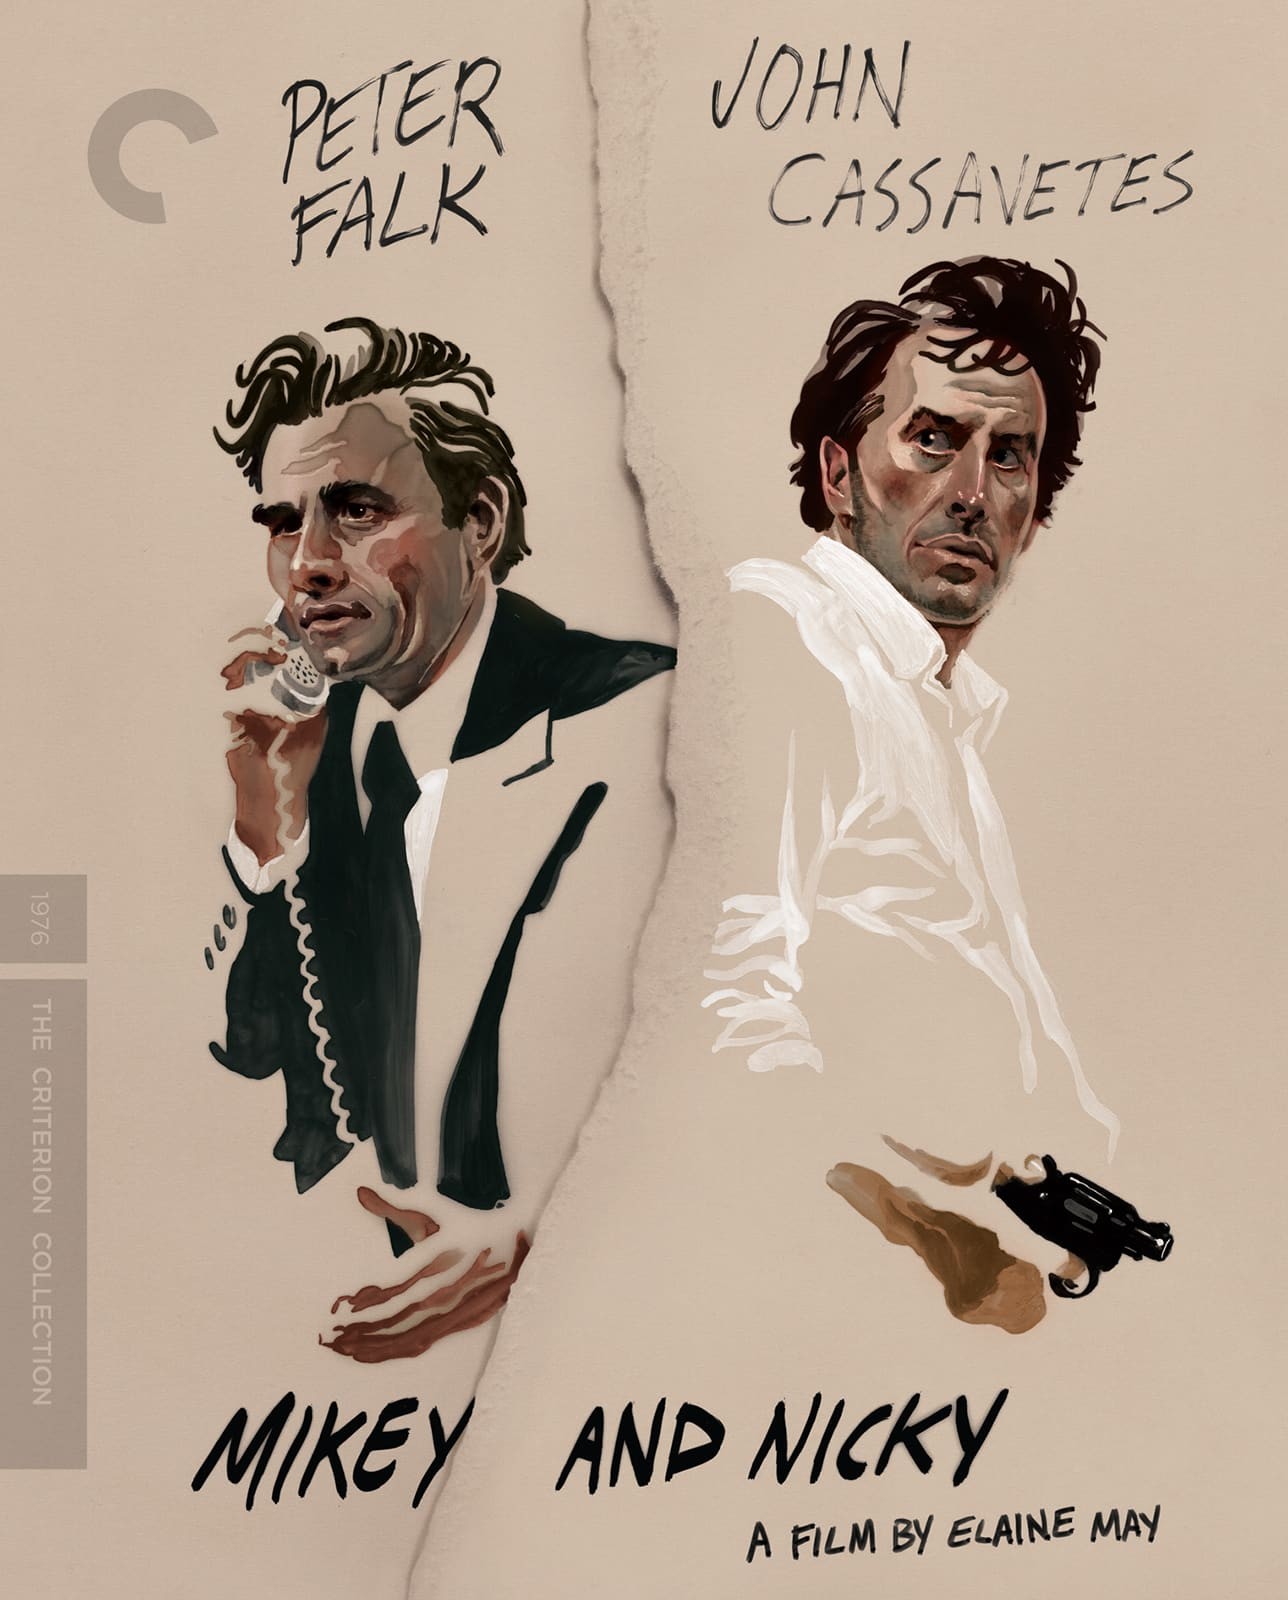 PETER
FALK
JOHN
CASSAVETES
1976
THE CRITERION COLLECTION
MIKEY AND NICKY
A FILM BY ELAINE MAY